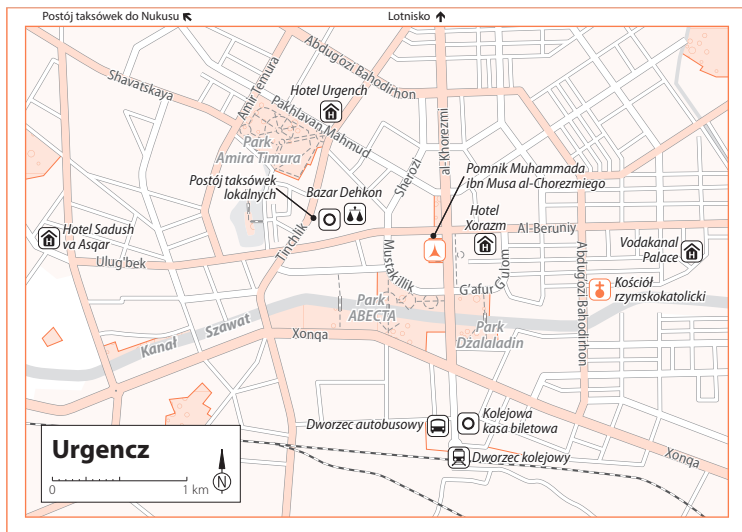 Postój taksówek do Nukusu
Lotnisko
Abdug'ozi Bahodirhon
Shavatskaya
Amir Temura
Hotel Urgench
Pakhlavan Mahmud
al-Khorezmi
Park
Amira Timura
Sherozi
Pomnik Muhammada
ibn Musa al-Chorezmiego
Postój taksówek
lokalnych
Bazar Dehkon
Hotel
Xorazm
Al-Beruniy
Hotel Sadush
va Asqar
Vodakanal
Palace
Tinchlik
Ulug'bek
Mustakillik
G'ulom
G'afur
Abdug'ozi Bahodirhon
Kościół
rzymskokatolicki
Park
ABECTA
Park
Dżalaladin
Kanał Szawat
Xonqa
Dworzec autobusowy
Kolejowa
kasa biletowa
Dworzec kolejowy
Xonqa
Urgencz
N
0 1 km